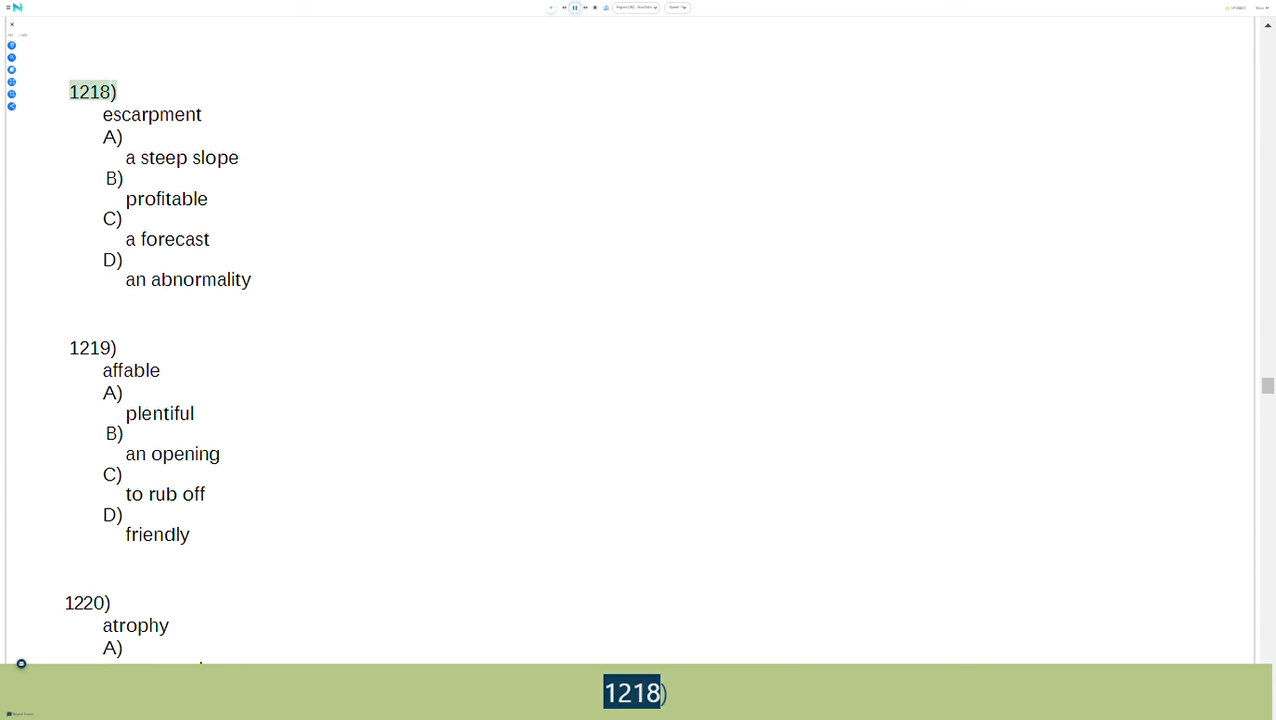 1218)
escarpment
A)
a steep slope
B)
profitable
C)
a forecast
D)
an abnormality
1219)
affable
A)
plentiful
B)
an opening
C)
to rub off
D)
friendly
1220)
atrophy
A)
1218)